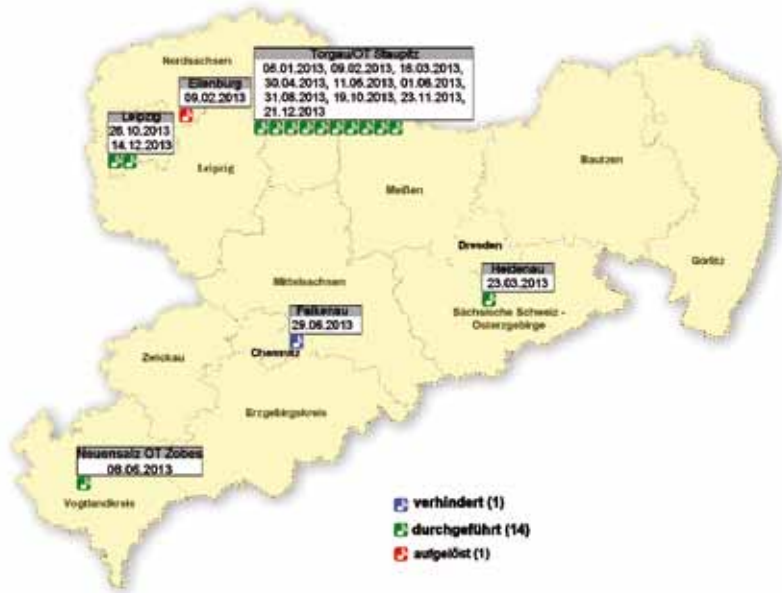 Nordsachsen
Torgau/OT Staupitz
05.01.2013, 09.02.2013, 16.03.2013,
30.04.2013, 11.05.2013, 01.06.2013,
31.08.2013, 19.10.2013, 23.11.2013,
21.12.2013
Eilenburg
09.02.2013
Leipzig
26.10.2013
14.12.2013
Leipzig
Meißen
Bautzen
Görlitz
Dresden
Heidenau
23.03.2013
Sächsische Schweiz -
Osterzgebirge
Mittelsachsen
Falkenau
29.06.2013
Chemnitz
Zwickau
Erzgebirgskreis
Neuensalz OT Zobes
08.06.2013
Vogtlandkreis
verhindert (1)
durchgeführt (14)
aufgelöst (1)